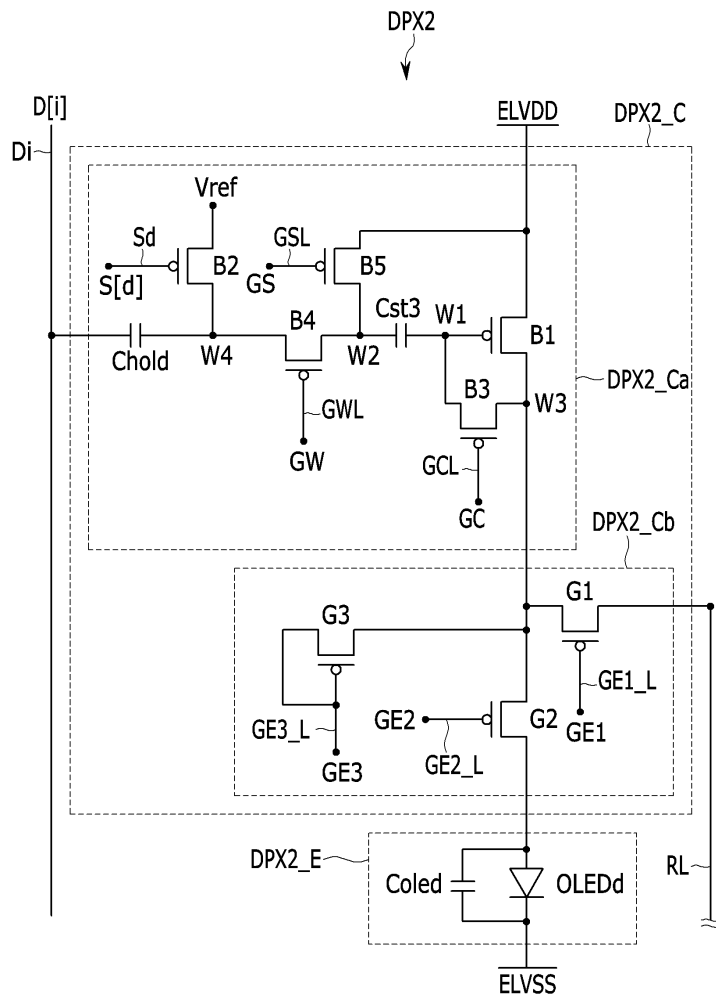 DPX2
D[i]
ELVDD
DPX2_C
Di
Vref
Sd
GSL
B2
B5
S[d]
GS
Cst3
W1
B4
B1
Chold
W4
W2
B3
DPX2_Ca
W3
GWL
GW
GCL
GC
DPX2_Cb
G1
G3
GE1_L
GE3_L
GE2
G2
GE1
GE3
GE2_L
DPX2_E
RL
Coled
OLEDd
ELVSS